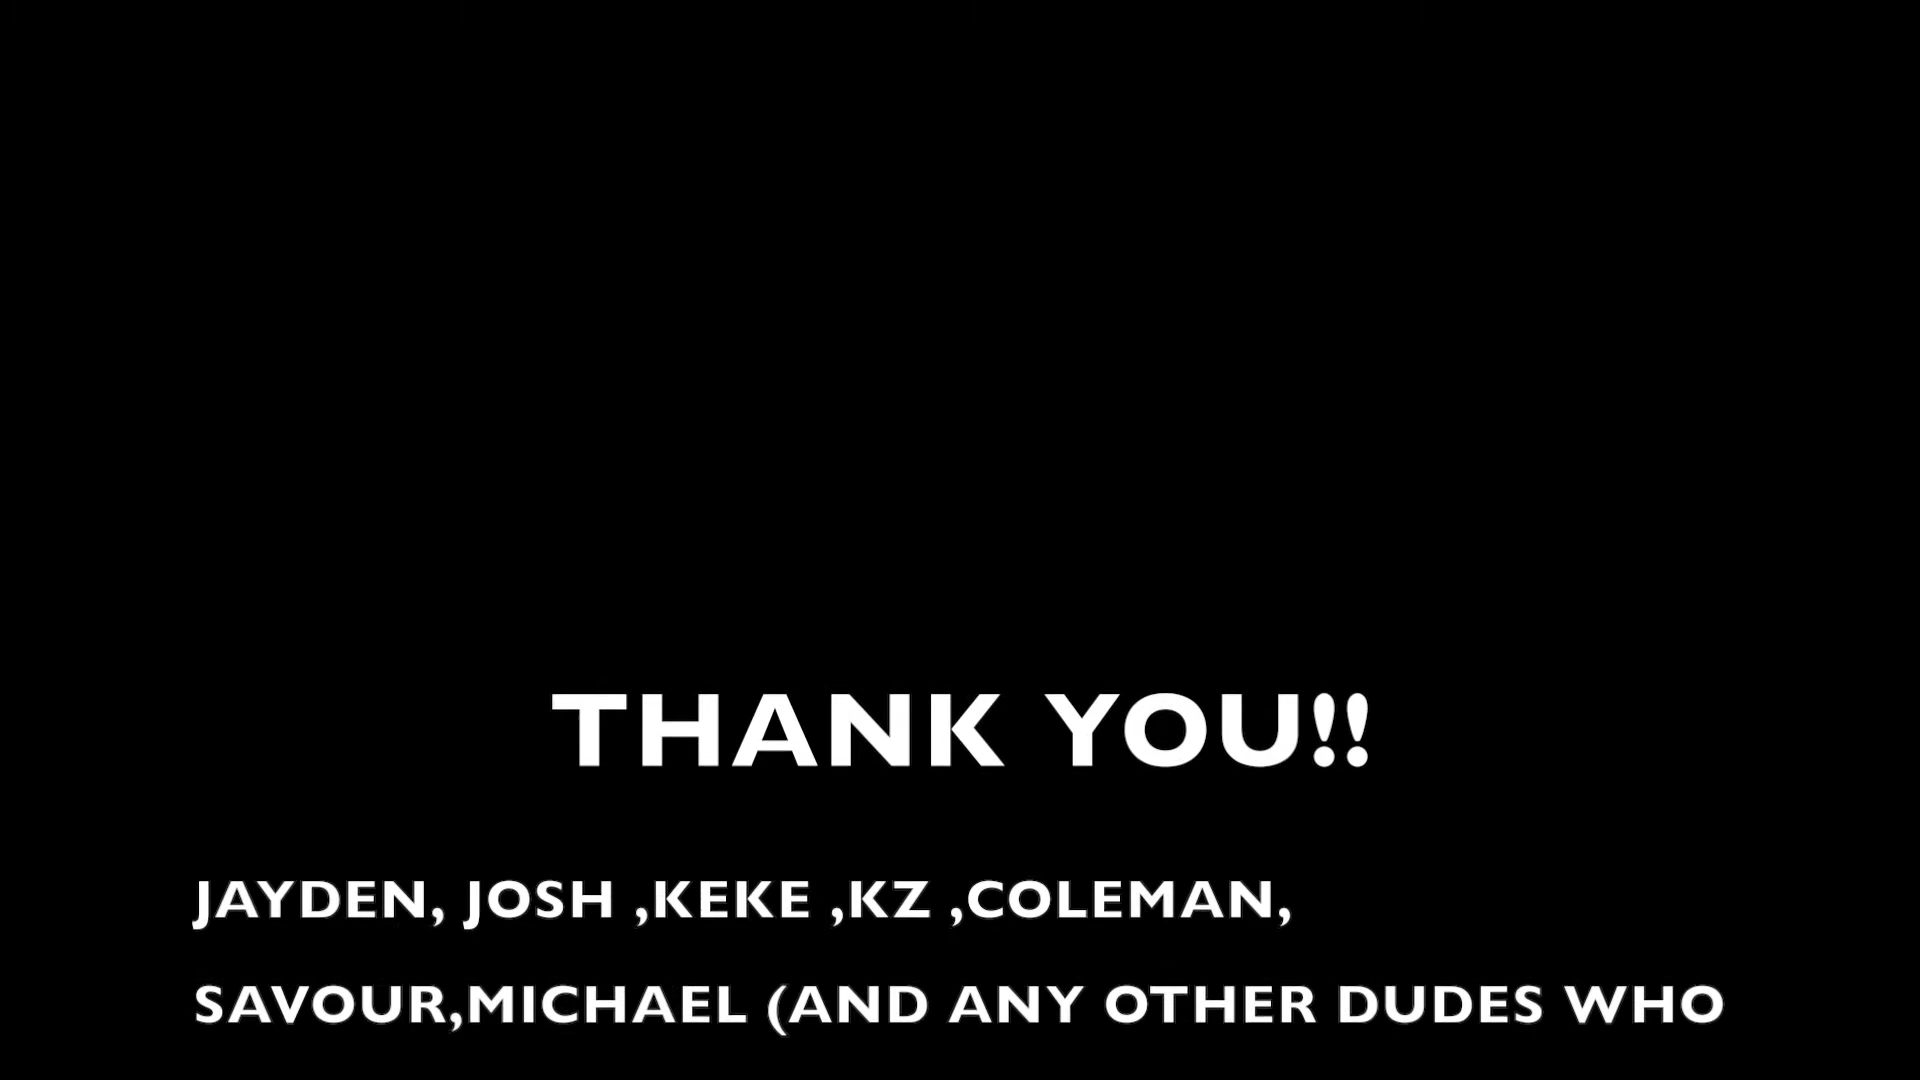 THANK YOU!!
JAYDEN, JOSH ,KEKE ,KZ ,COLEMAN,
SAVOUR,MICHAEL (AND ANY OTHER DUDES WHO